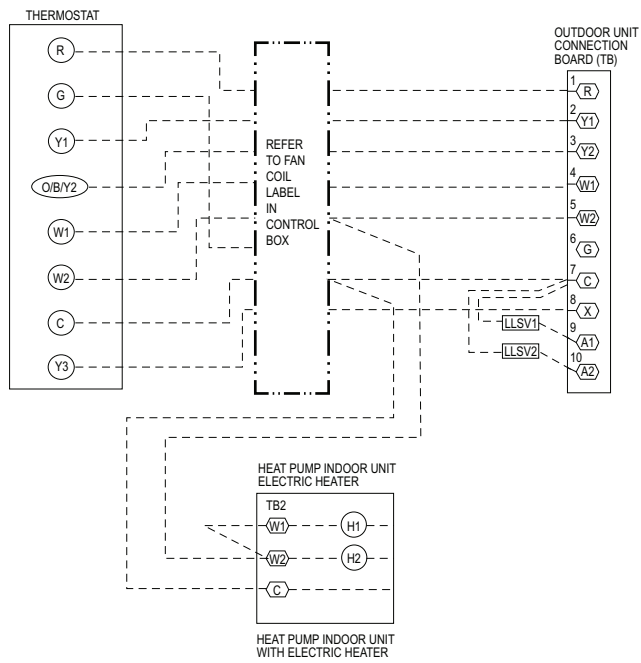 THERMOSTAT
R
G
Y1
O/B/Y2
W1
W2
C
Y3
REFER
TO FAN
COIL
LABEL
IN
CONTROL
BOX
OUTDOOR UNIT
CONNECTION
BOARD (TB)
1
R
2
Y1
3
Y2
4
W1
5
W2
6
G
7
C
8
X
LLSV1
9
A1
LLSV2
10
A2
HEAT PUMP INDOOR UNIT
ELECTRIC HEATER
TB2
W1
H1
W2
H2
C
HEAT PUMP INDOOR UNIT
WITH ELECTRIC HEATER